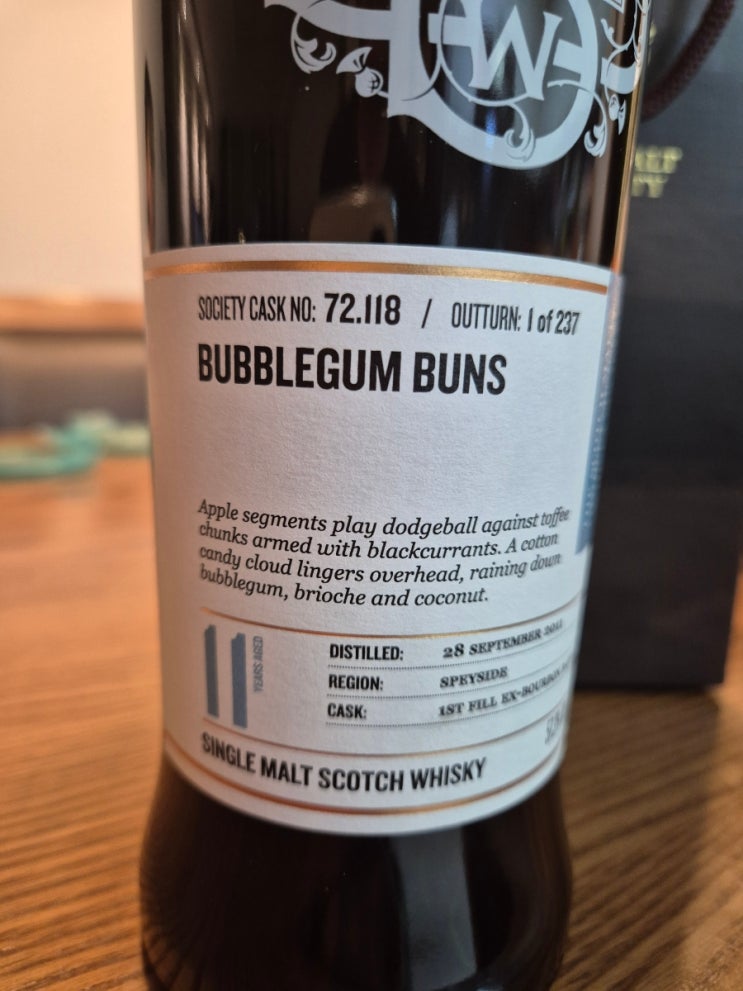 W
SOCIETY CASK NO: 72.118 / OUTTURN: 1 of 237
BUBBLEGUM BUNS
Apple segments play dodgeball against toffee
chunks armed with blackcurrants. A cotton
candy cloud lingers overhead, raining down
bubblegum, brioche and coconut.
11
YEARS AGED
DISTILLED: 28 SEPTEMBER
REGION: SPEYSIDE
CASK: 1ST FILL EX-BOURBON
SINGLE MALT SCOTCH WHISKY